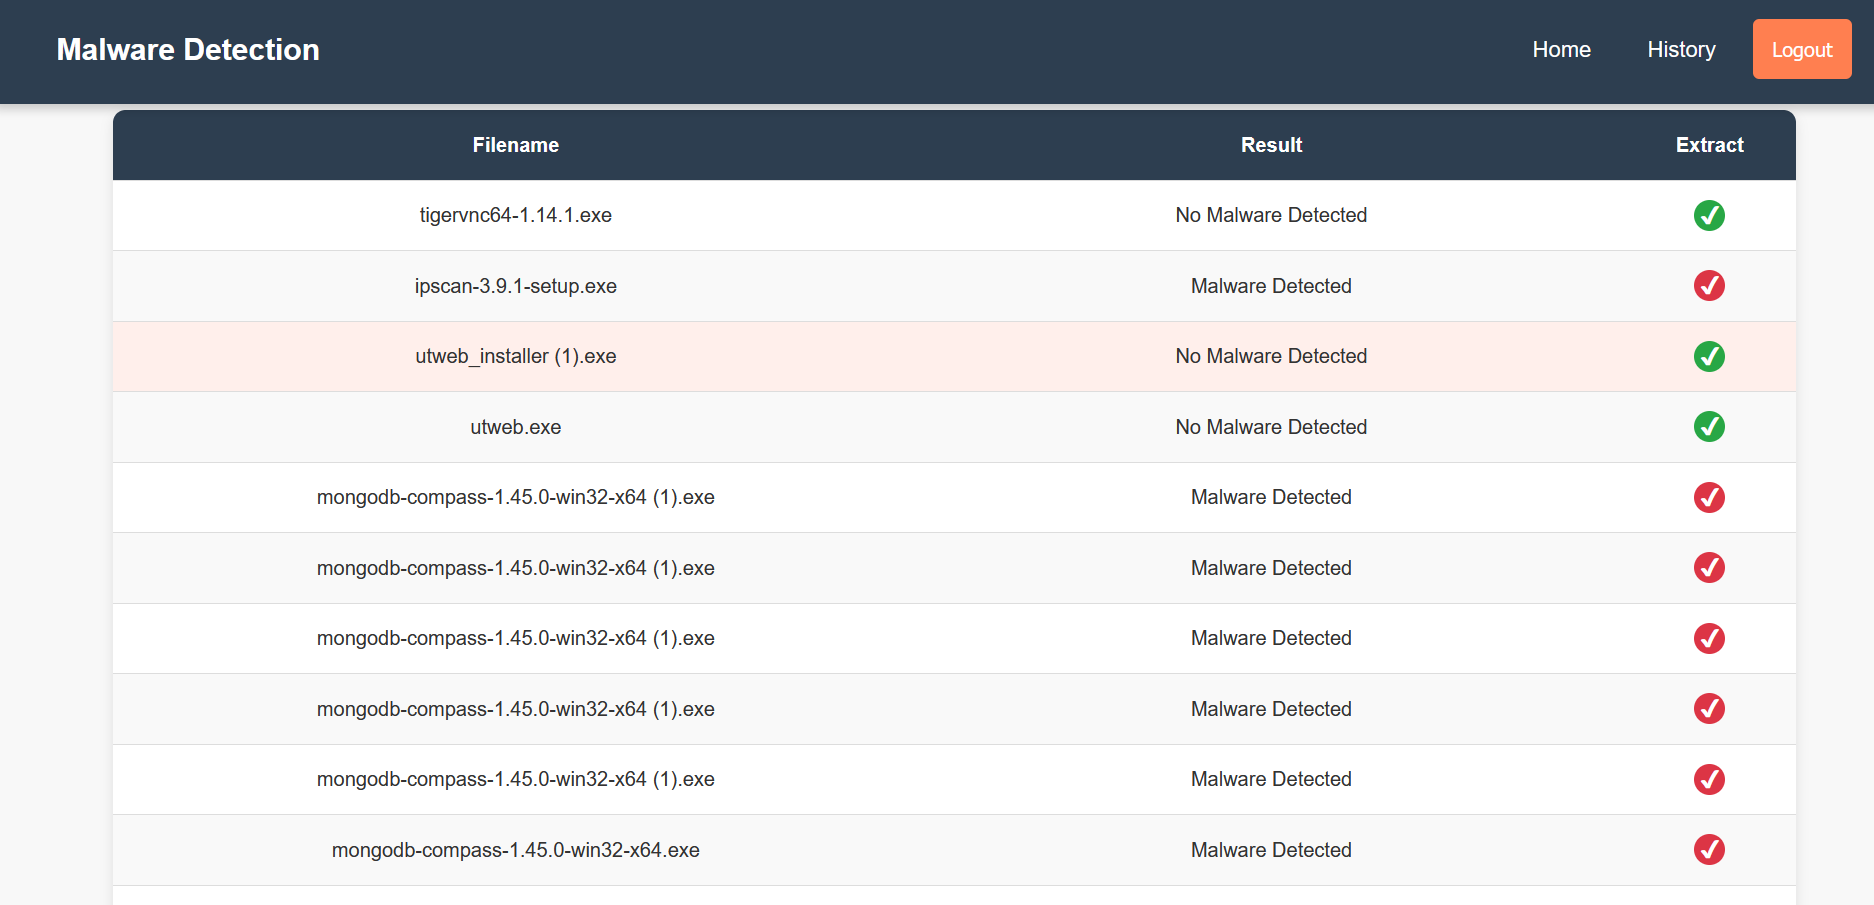 Malware Detection Home History Logout
Filename Result Extract
tigervnc64-1.14.1.exe No Malware Detected
ipscan-3.9.1-setup.exe Malware Detected
utweb_installer (1).exe No Malware Detected
utweb.exe No Malware Detected
mongodb-compass-1.45.0-win32-x64 (1).exe Malware Detected
mongodb-compass-1.45.0-win32-x64 (1).exe Malware Detected
mongodb-compass-1.45.0-win32-x64 (1).exe Malware Detected
mongodb-compass-1.45.0-win32-x64 (1).exe Malware Detected
mongodb-compass-1.45.0-win32-x64 (1).exe Malware Detected
mongodb-compass-1.45.0-win32-x64.exe Malware Detected